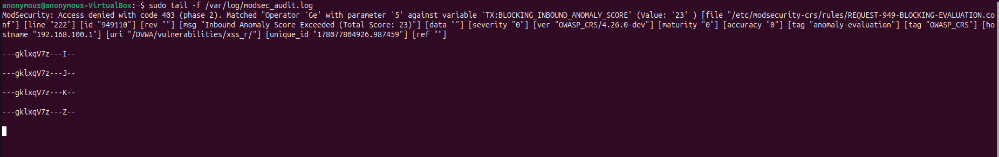 anonymous@anonymous-VirtualBox:~$ sudo tail -f /var/log/modsec_audit.log
ModSecurity: Access denied with code 403 (phase 2). Matched "Operator `Ge' with parameter `5' against variable `TX:BLOCKING_INBOUND_ANOMALY_SCORE' (Value: `23' ) [file "/etc/modsecurity-crs/rules/REQUEST-949-BLOCKING-EVALUATION.co
nf"] [line "222"] [id "949110"] [rev ""] [msg "Inbound Anomaly Score Exceeded (Total Score: 23)"] [data ""] [severity "0"] [ver "OWASP_CRS/4.26.0-dev"] [maturity "0"] [accuracy "0"] [tag "anomaly-evaluation"] [tag "OWASP_CRS"] [ho
stname "192.168.100.1"] [uri "/DVWA/vulnerabilities/xss_r/"] [unique_id "178077804926.987459"] [ref ""]
---gklxqV7z---I--
---gklxqV7z---J--
---gklxqV7z---K--
---gklxqV7z---Z--